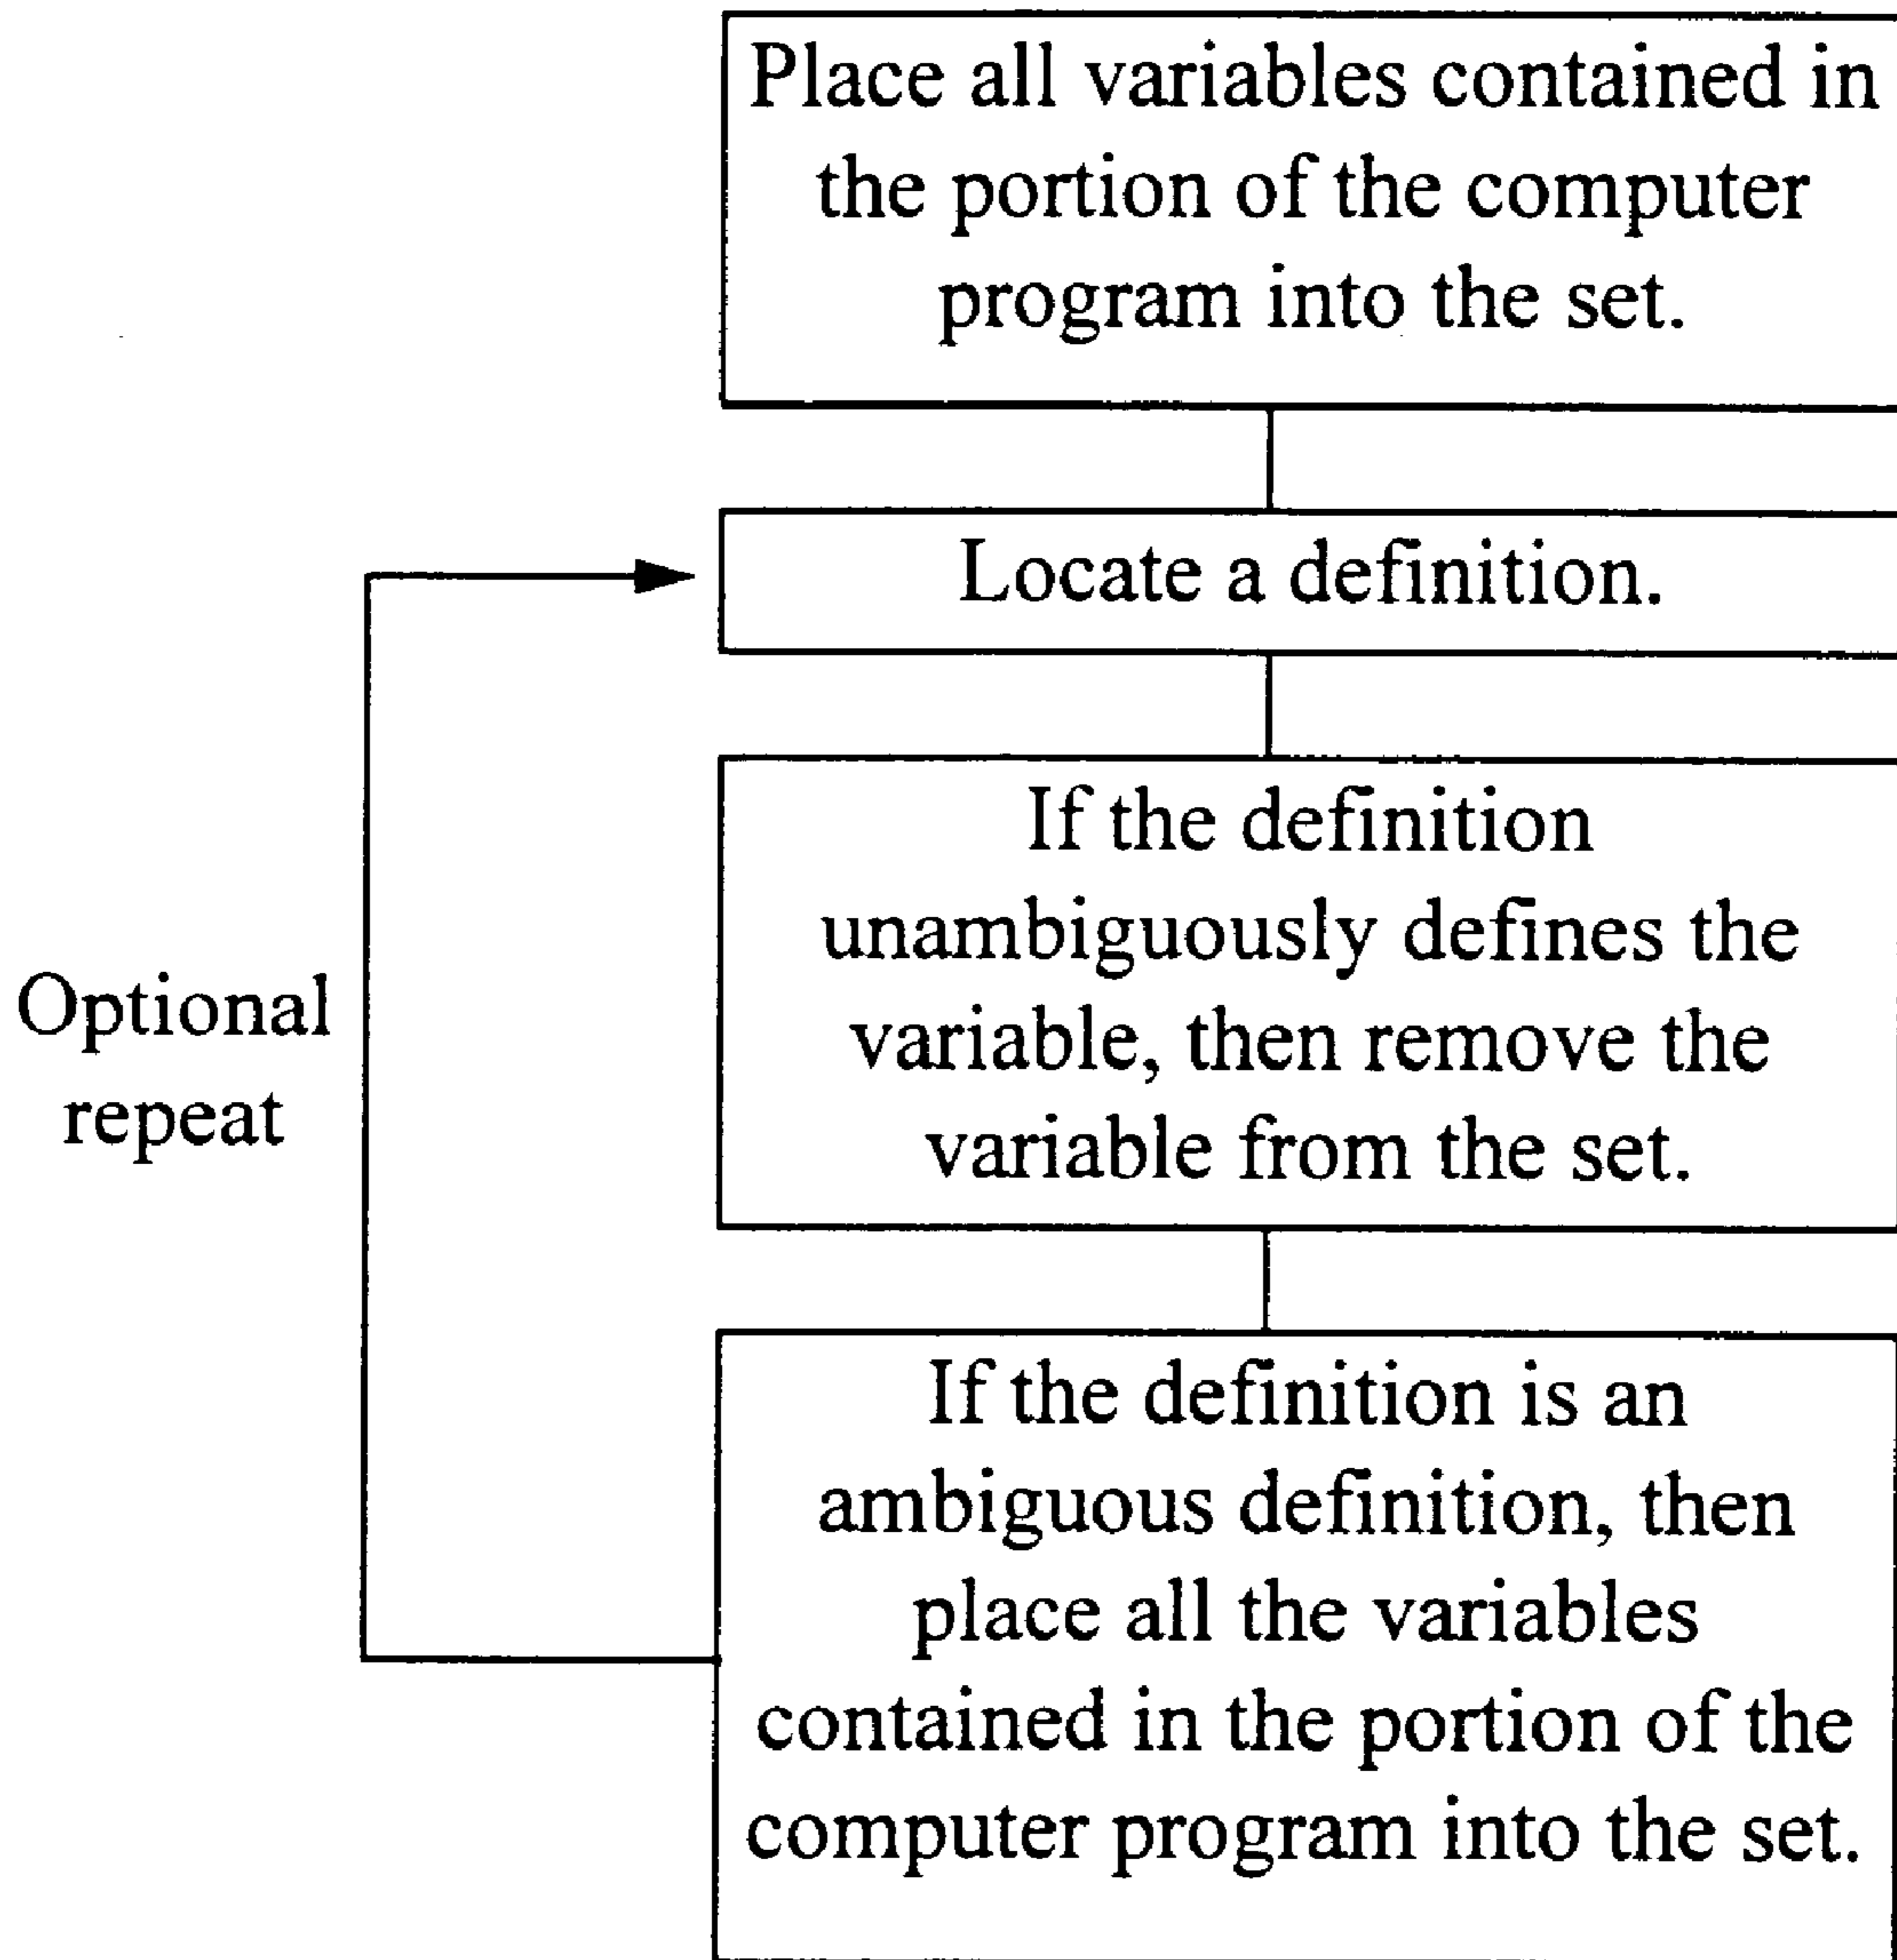 Place all variables contained in
the portion of the computer
program into the set.
Locate a definition.
If the definition
unambiguously defines the
variable, then remove the
variable from the set.
Optional
repeat
If the definition is an
ambiguous definition, then
place all the variables
contained in the portion of the
computer program into the set.